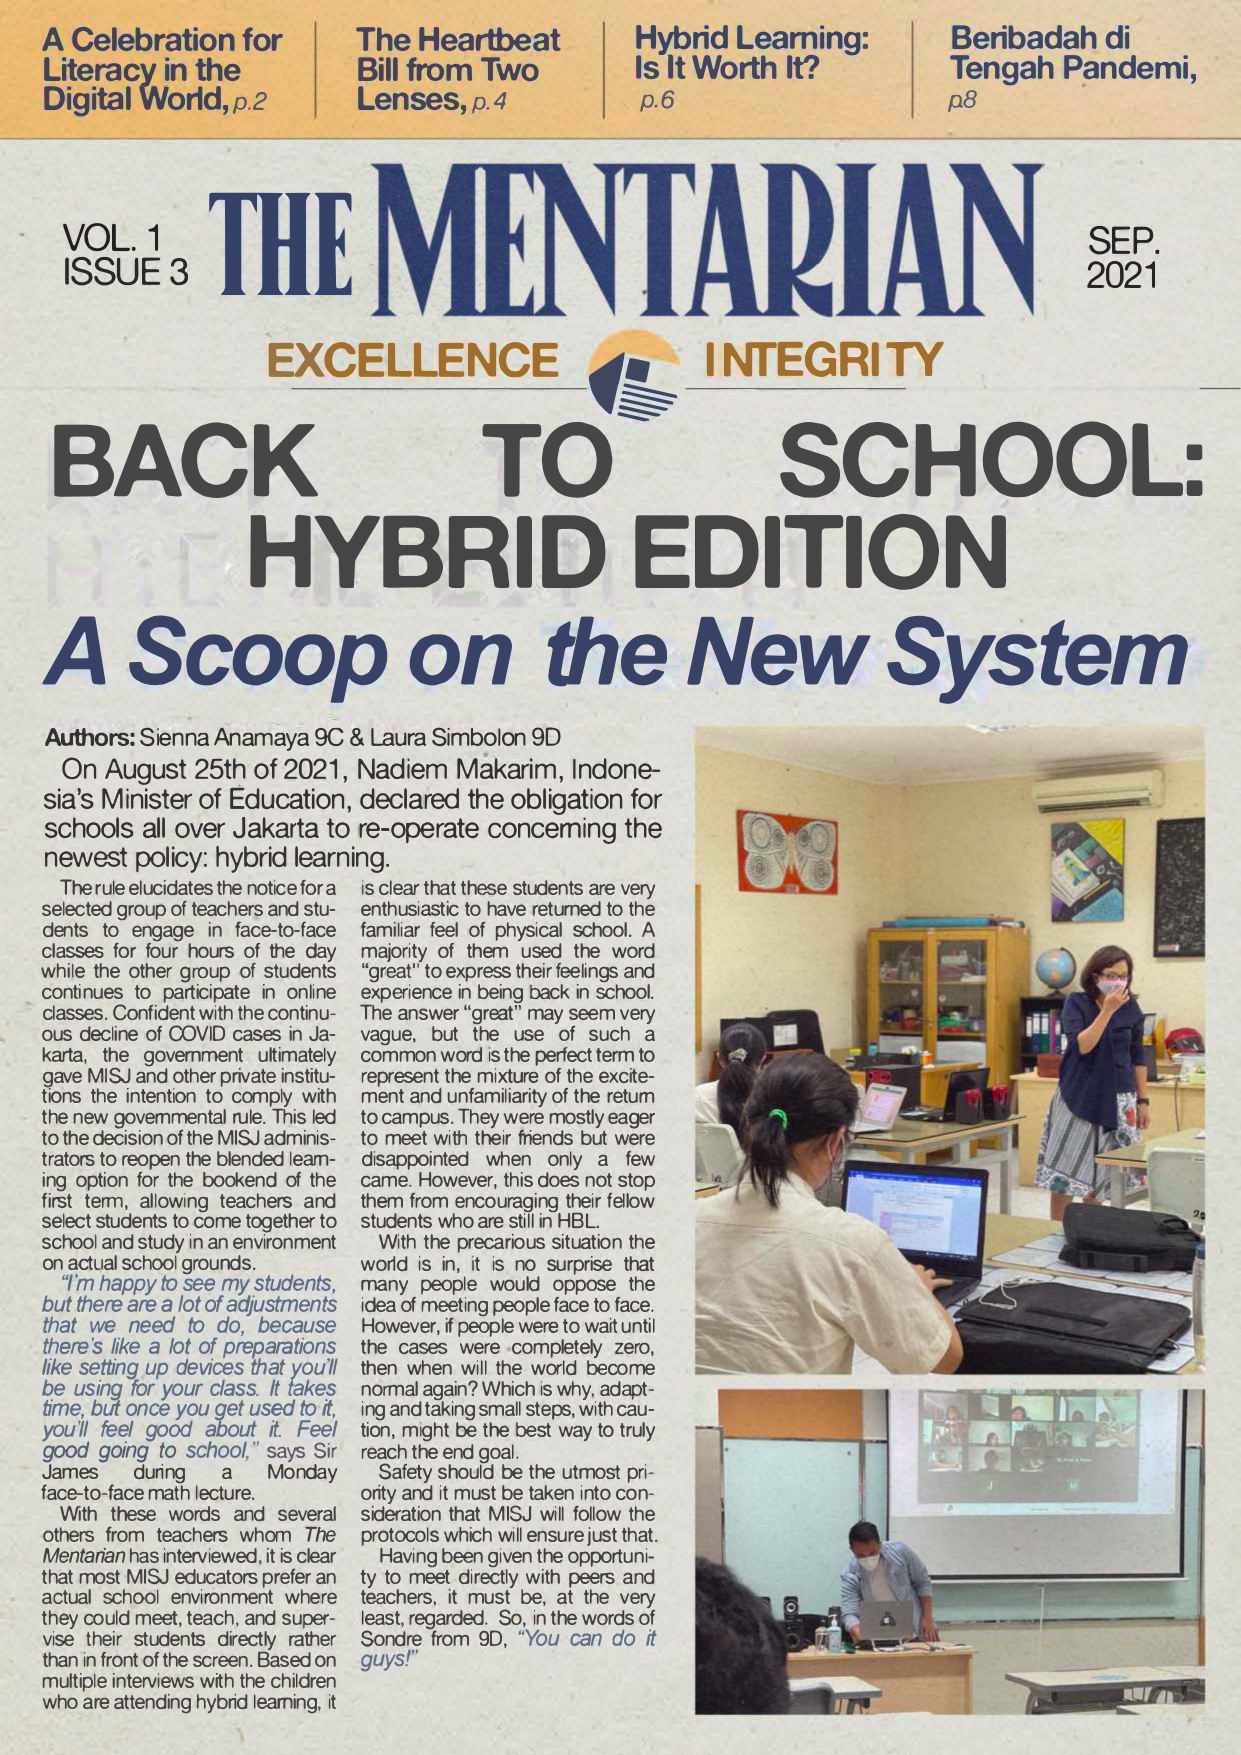 A Celebration for
Literacy in the
Digital World, p.2
The Heartbeat
Bill from Two
Lenses, p.4
Hybrid Learning:
Is It Worth It?
p.6
Beribadah di
Tengah Pandemi,
p.8
VOL. 1
ISSUE 3
THE MENTARIAN
SEP.
2021
EXCELLENCE INTEGRITY
BACK TO SCHOOL:
HYBRID EDITION
A Scoop on the New System
Authors: Sienna Anamaya 9C & Laura Simbolon 9D
On August 25th of 2021, Nadiem Makarim, Indone-
sia's Minister of Education, declared the obligation for
schools all over Jakarta to re-operate concerning the
newest policy: hybrid learning.
The rule elucidates the notice for a
selected group of teachers and stu-
dents to engage in face-to-face
classes for four hours of the day
while the other group of students
continues to participate in online
classes. Confident with the continu-
ous decline of COVID cases in Ja-
karta, the government ultimately
gave MISJ and other private institu-
tions the intention to comply with
the new governmental rule. This led
to the decision of the MISJ adminis-
trators to reopen the blended learn-
ing option for the bookend of the
first term, allowing teachers and
select students to come together to
school and study in an environment
on actual school grounds.
"I'm happy to see my students,
but there are a lot of adjustments
that we need to do, because
there's like a lot of preparations
like setting up devices that you'll
be using for your class. It takes
time, but once you get used to it,
you'll feel good about it. Feel
good going to school," says Sir
James during a Monday
face-to-face math lecture.
With these words and several
others from teachers whom The
Mentarian has interviewed, it is clear
that most MISJ educators prefer an
actual school environment where
they could meet, teach, and super-
vise their students directly rather
than in front of the screen. Based on
multiple interviews with the children
who are attending hybrid learning, it
is clear that these students are very
enthusiastic to have returned to the
familiar feel of physical school. A
majority of them used the word
"great" to express their feelings and
experience in being back in school.
The answer "great" may seem very
vague, but the use of such a
common word is the perfect term to
represent the mixture of the excite-
ment and unfamiliarity of the return
to campus. They were mostly eager
to meet with their friends but were
disappointed when only a few
came. However, this does not stop
them from encouraging their fellow
students who are still in HBL.
With the precarious situation the
world is in, it is no surprise that
many people would oppose the
idea of meeting people face to face.
However, if people were to wait until
the cases were completely zero,
then when will the world become
normal again? Which is why, adapt-
ing and taking small steps, with cau-
tion, might be the best way to truly
reach the end goal.
Safety should be the utmost pri-
ority and it must be taken into con-
sideration that MISJ will follow the
protocols which will ensure just that.
Having been given the opportuni-
ty to meet directly with peers and
teachers, it must be, at the very
least, regarded. So, in the words of
Sondre from 9D, "You can do it
guys!"